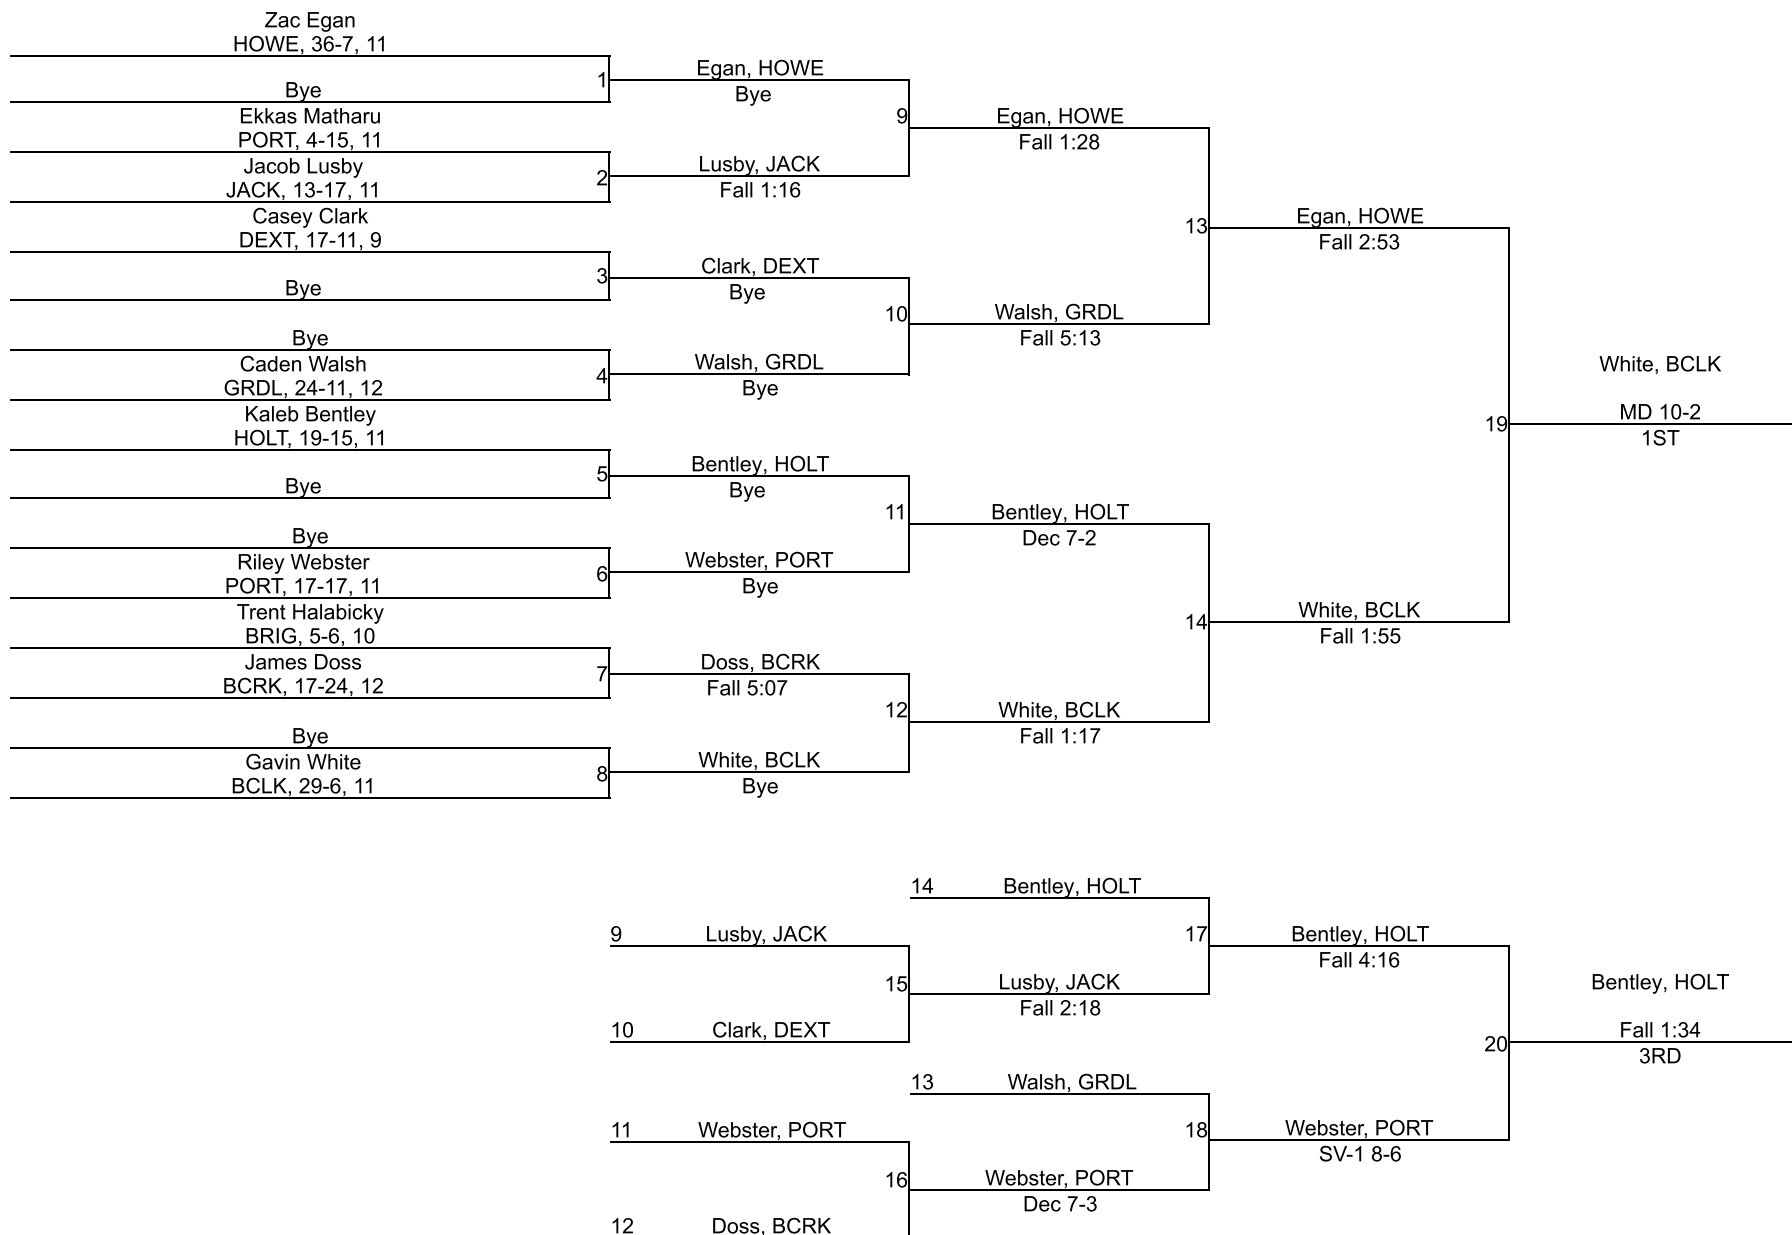 Zac Egan
HOWE, 36-7, 11
Bye
Ekkas Matharu
PORT, 4-15, 11
Jacob Lusby
JACK, 13-17, 11
Casey Clark
DEXT, 17-11, 9
Bye
Bye
Caden Walsh
GRDL, 24-11, 12
Kaleb Bentley
HOLT, 19-15, 11
Bye
Bye
Riley Webster
PORT, 17-17, 11
Trent Halabicky
BRIG, 5-6, 10
James Doss
BCRK, 17-24, 12
Bye
Gavin White
BCLK, 29-6, 11
1
2
3
4
5
6
7
8
Egan, HOWE
Bye
Lusby, JACK
Fall 1:16
Clark, DEXT
Bye
Walsh, GRDL
Bye
Bentley, HOLT
Bye
Webster, PORT
Bye
Doss, BCRK
Fall 5:07
White, BCLK
Bye
9
10
11
12
Egan, HOWE
Fall 1:28
Walsh, GRDL
Fall 5:13
Bentley, HOLT
Dec 7-2
White, BCLK
Fall 1:17
13
14
Egan, HOWE
Fall 2:53
White, BCLK
Fall 1:55
19
White, BCLK
MD 10-2
1ST
9 Lusby, JACK
10 Clark, DEXT
11 Webster, PORT
12 Doss, BCRK
15
16
14 Bentley, HOLT
Lusby, JACK
Fall 2:18
13 Walsh, GRDL
Webster, PORT
Dec 7-3
17
18
Bentley, HOLT
Fall 4:16
Webster, PORT
SV-1 8-6
20
Bentley, HOLT
Fall 1:34
3RD